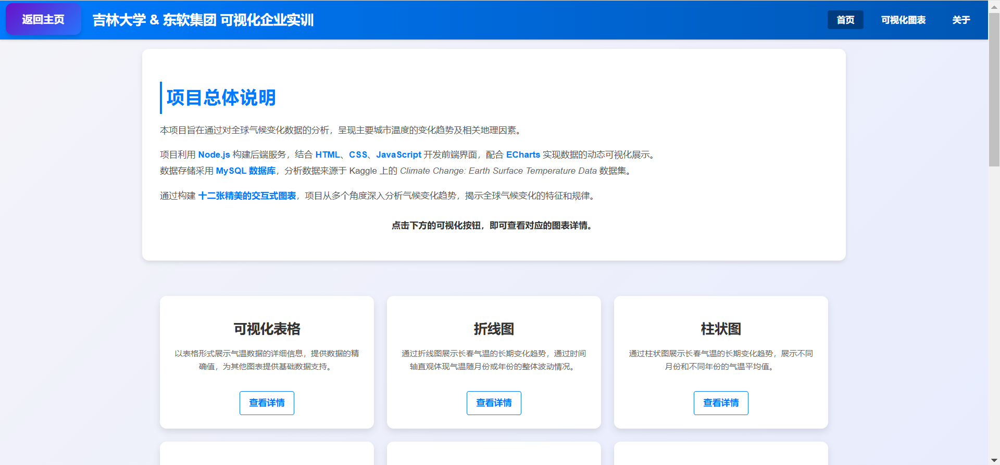 返回主页
吉林大学 & 东软集团 可视化企业实训
首页
可视化图表
关于
项目总体说明
本项目旨在通过对全球气候变化数据的分析，呈现主要城市温度的变化趋势及相关地理因素。
项目利用 Node.js 构建后端服务，结合 HTML、CSS、JavaScript 开发前端界面，配合 ECharts 实现数据的动态可视化展示。
数据存储采用 MySQL 数据库，分析数据来源于 Kaggle 上的 Climate Change: Earth Surface Temperature Data 数据集。
通过构建 十二张精美的交互式图表，项目从多个角度深入分析气候变化趋势，揭示全球气候变化的特征和规律。
点击下方的可视化按钮，即可查看对应的图表详情。
可视化表格
以表格形式展示气温数据的详细信息，提供数据的精
确值，为其他图表提供基础数据支持。
查看详情
折线图
通过折线图展示长春气温的长期变化趋势，通过时间
轴直观体现气温随月份或年份的整体波动情况。
查看详情
柱状图
通过柱状图展示长春气温的长期变化趋势，展示不同
月份和不同年份的气温平均值。
查看详情